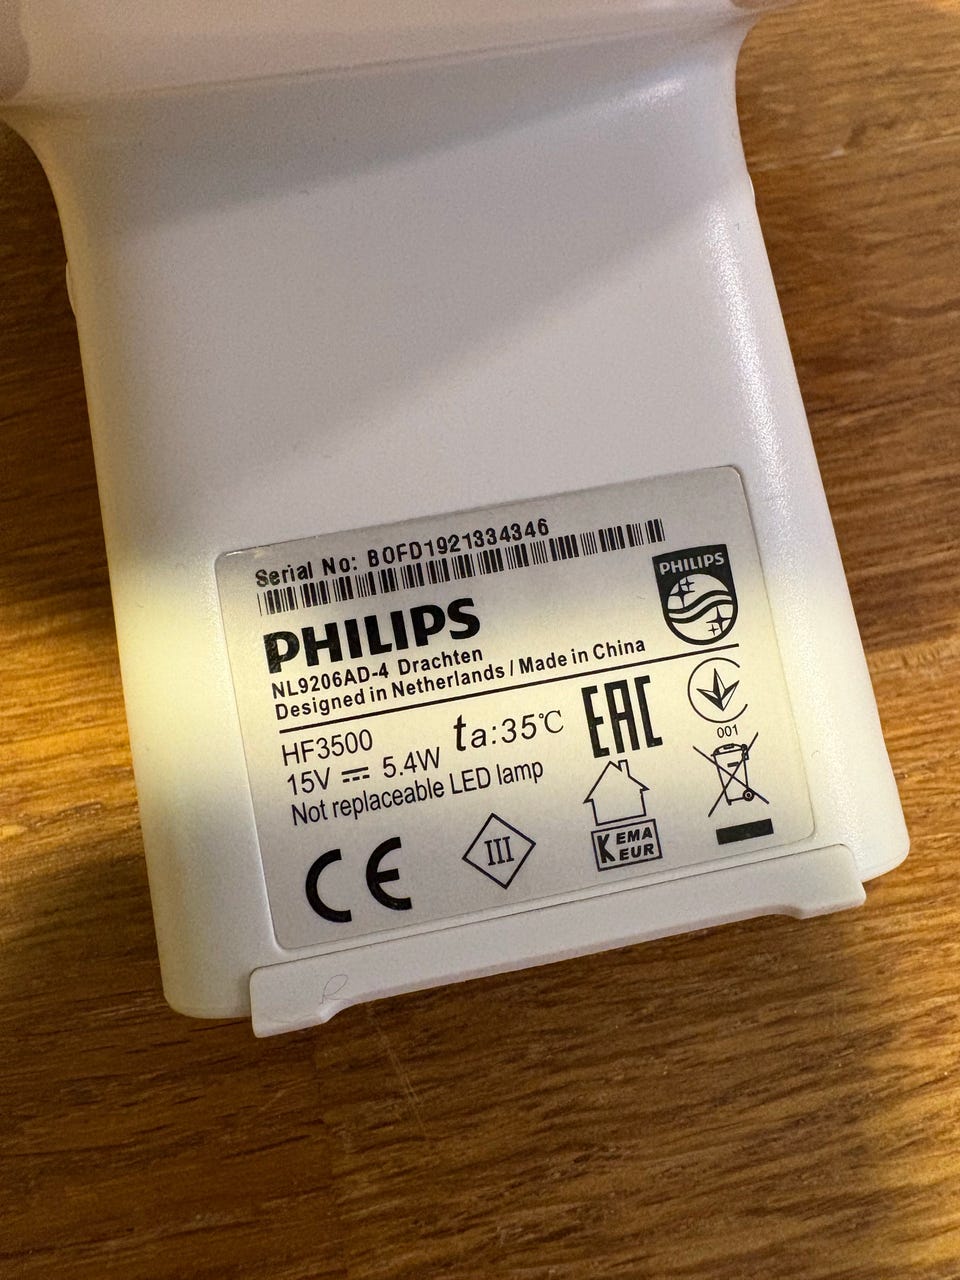 Serial No: B0FD1921334346
PHILIPS
PHILIPS
NL9206AD-4 Drachten
Designed in Netherlands / Made in China
HF3500
15V ⎓ 5.4W
ta:35℃
Not replaceable LED lamp
EAC
001
CE
III
KEMA
KEUR
R